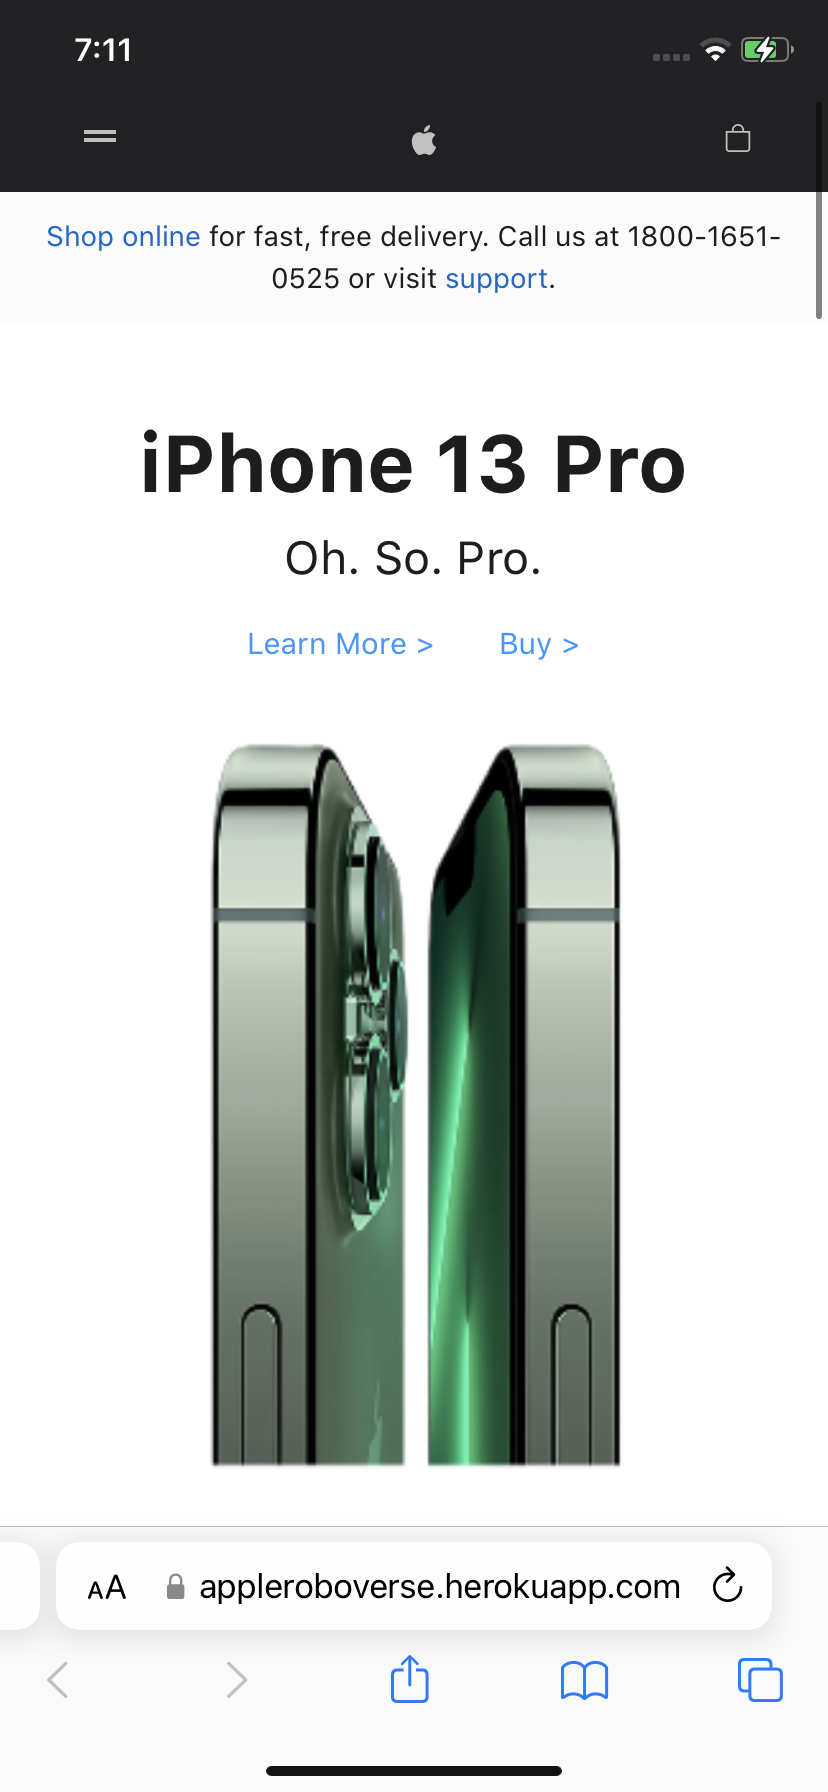 7:11
Shop online for fast, free delivery. Call us at 1800-1651-
0525 or visit support.
iPhone 13 Pro
Oh. So. Pro.
Learn More > Buy >
AA appleroboverse.herokuapp.com